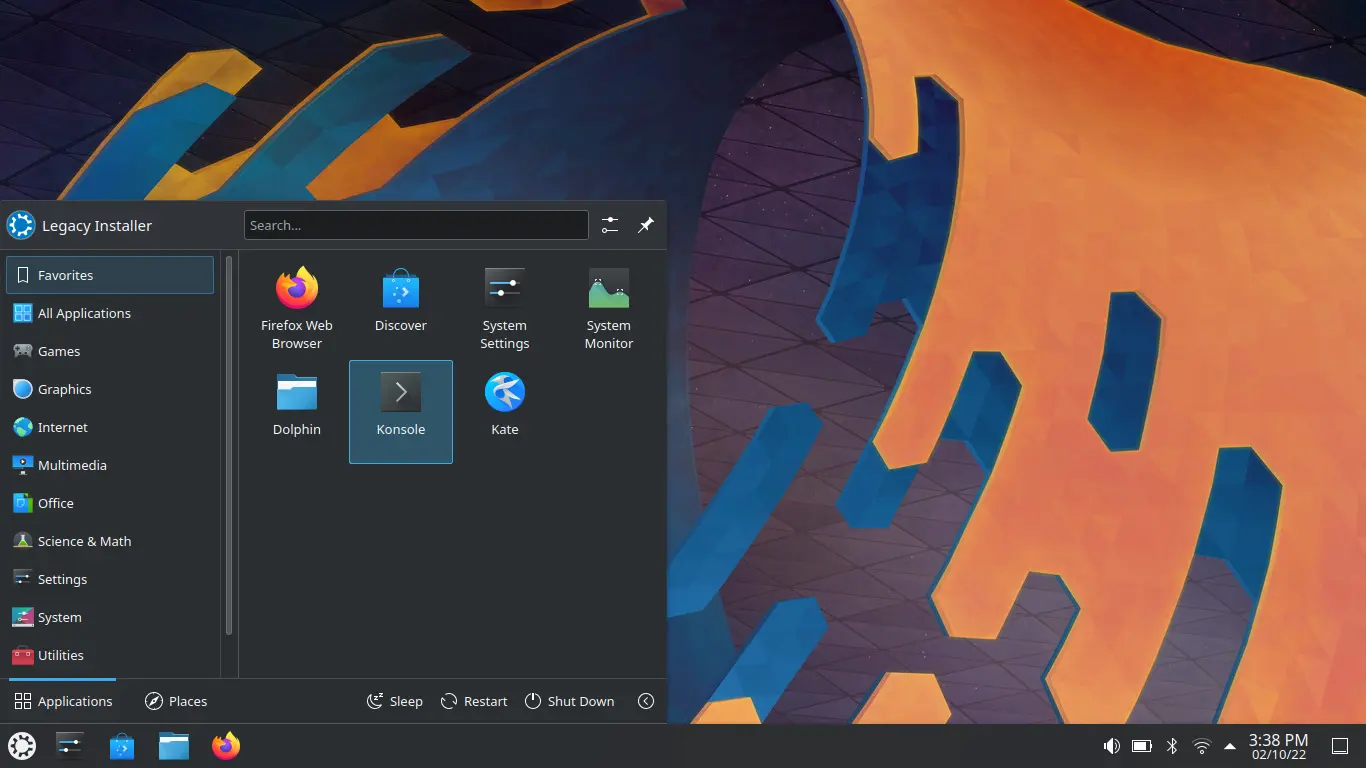 Legacy Installer
Search...
Favorites
All Applications
Games
Graphics
Internet
Multimedia
Office
Science & Math
Settings
System
Utilities
Firefox Web
Browser
Discover
System
Settings
System
Monitor
Dolphin
Konsole
Kate
Applications
Places
Sleep
Restart
Shut Down
3:38 PM
02/10/22